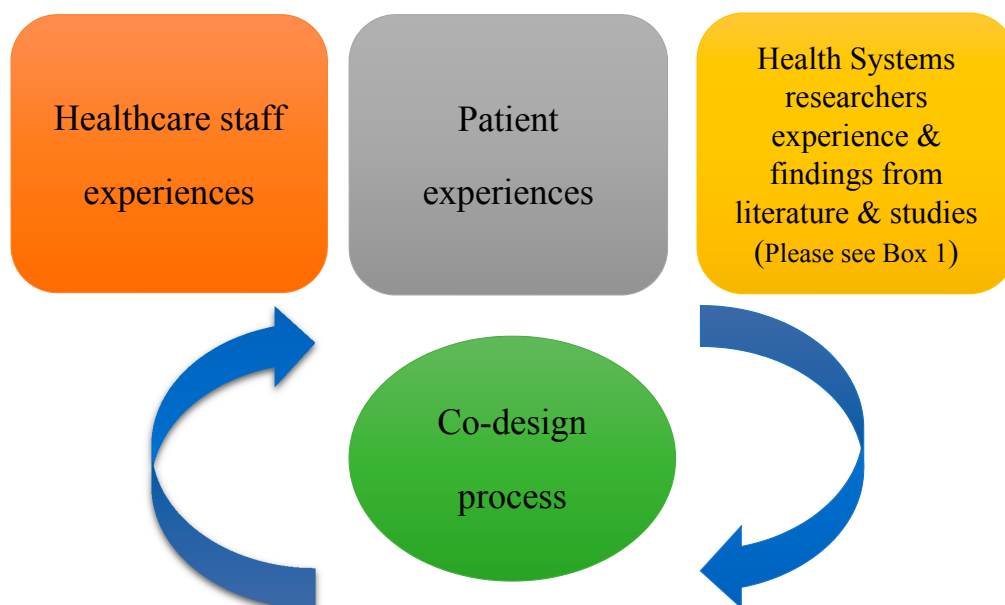 Healthcare staff
experiences
Patient
experiences
Health Systems
researchers
experience &
findings from
literature & studies
(Please see Box 1)
Co-design
process